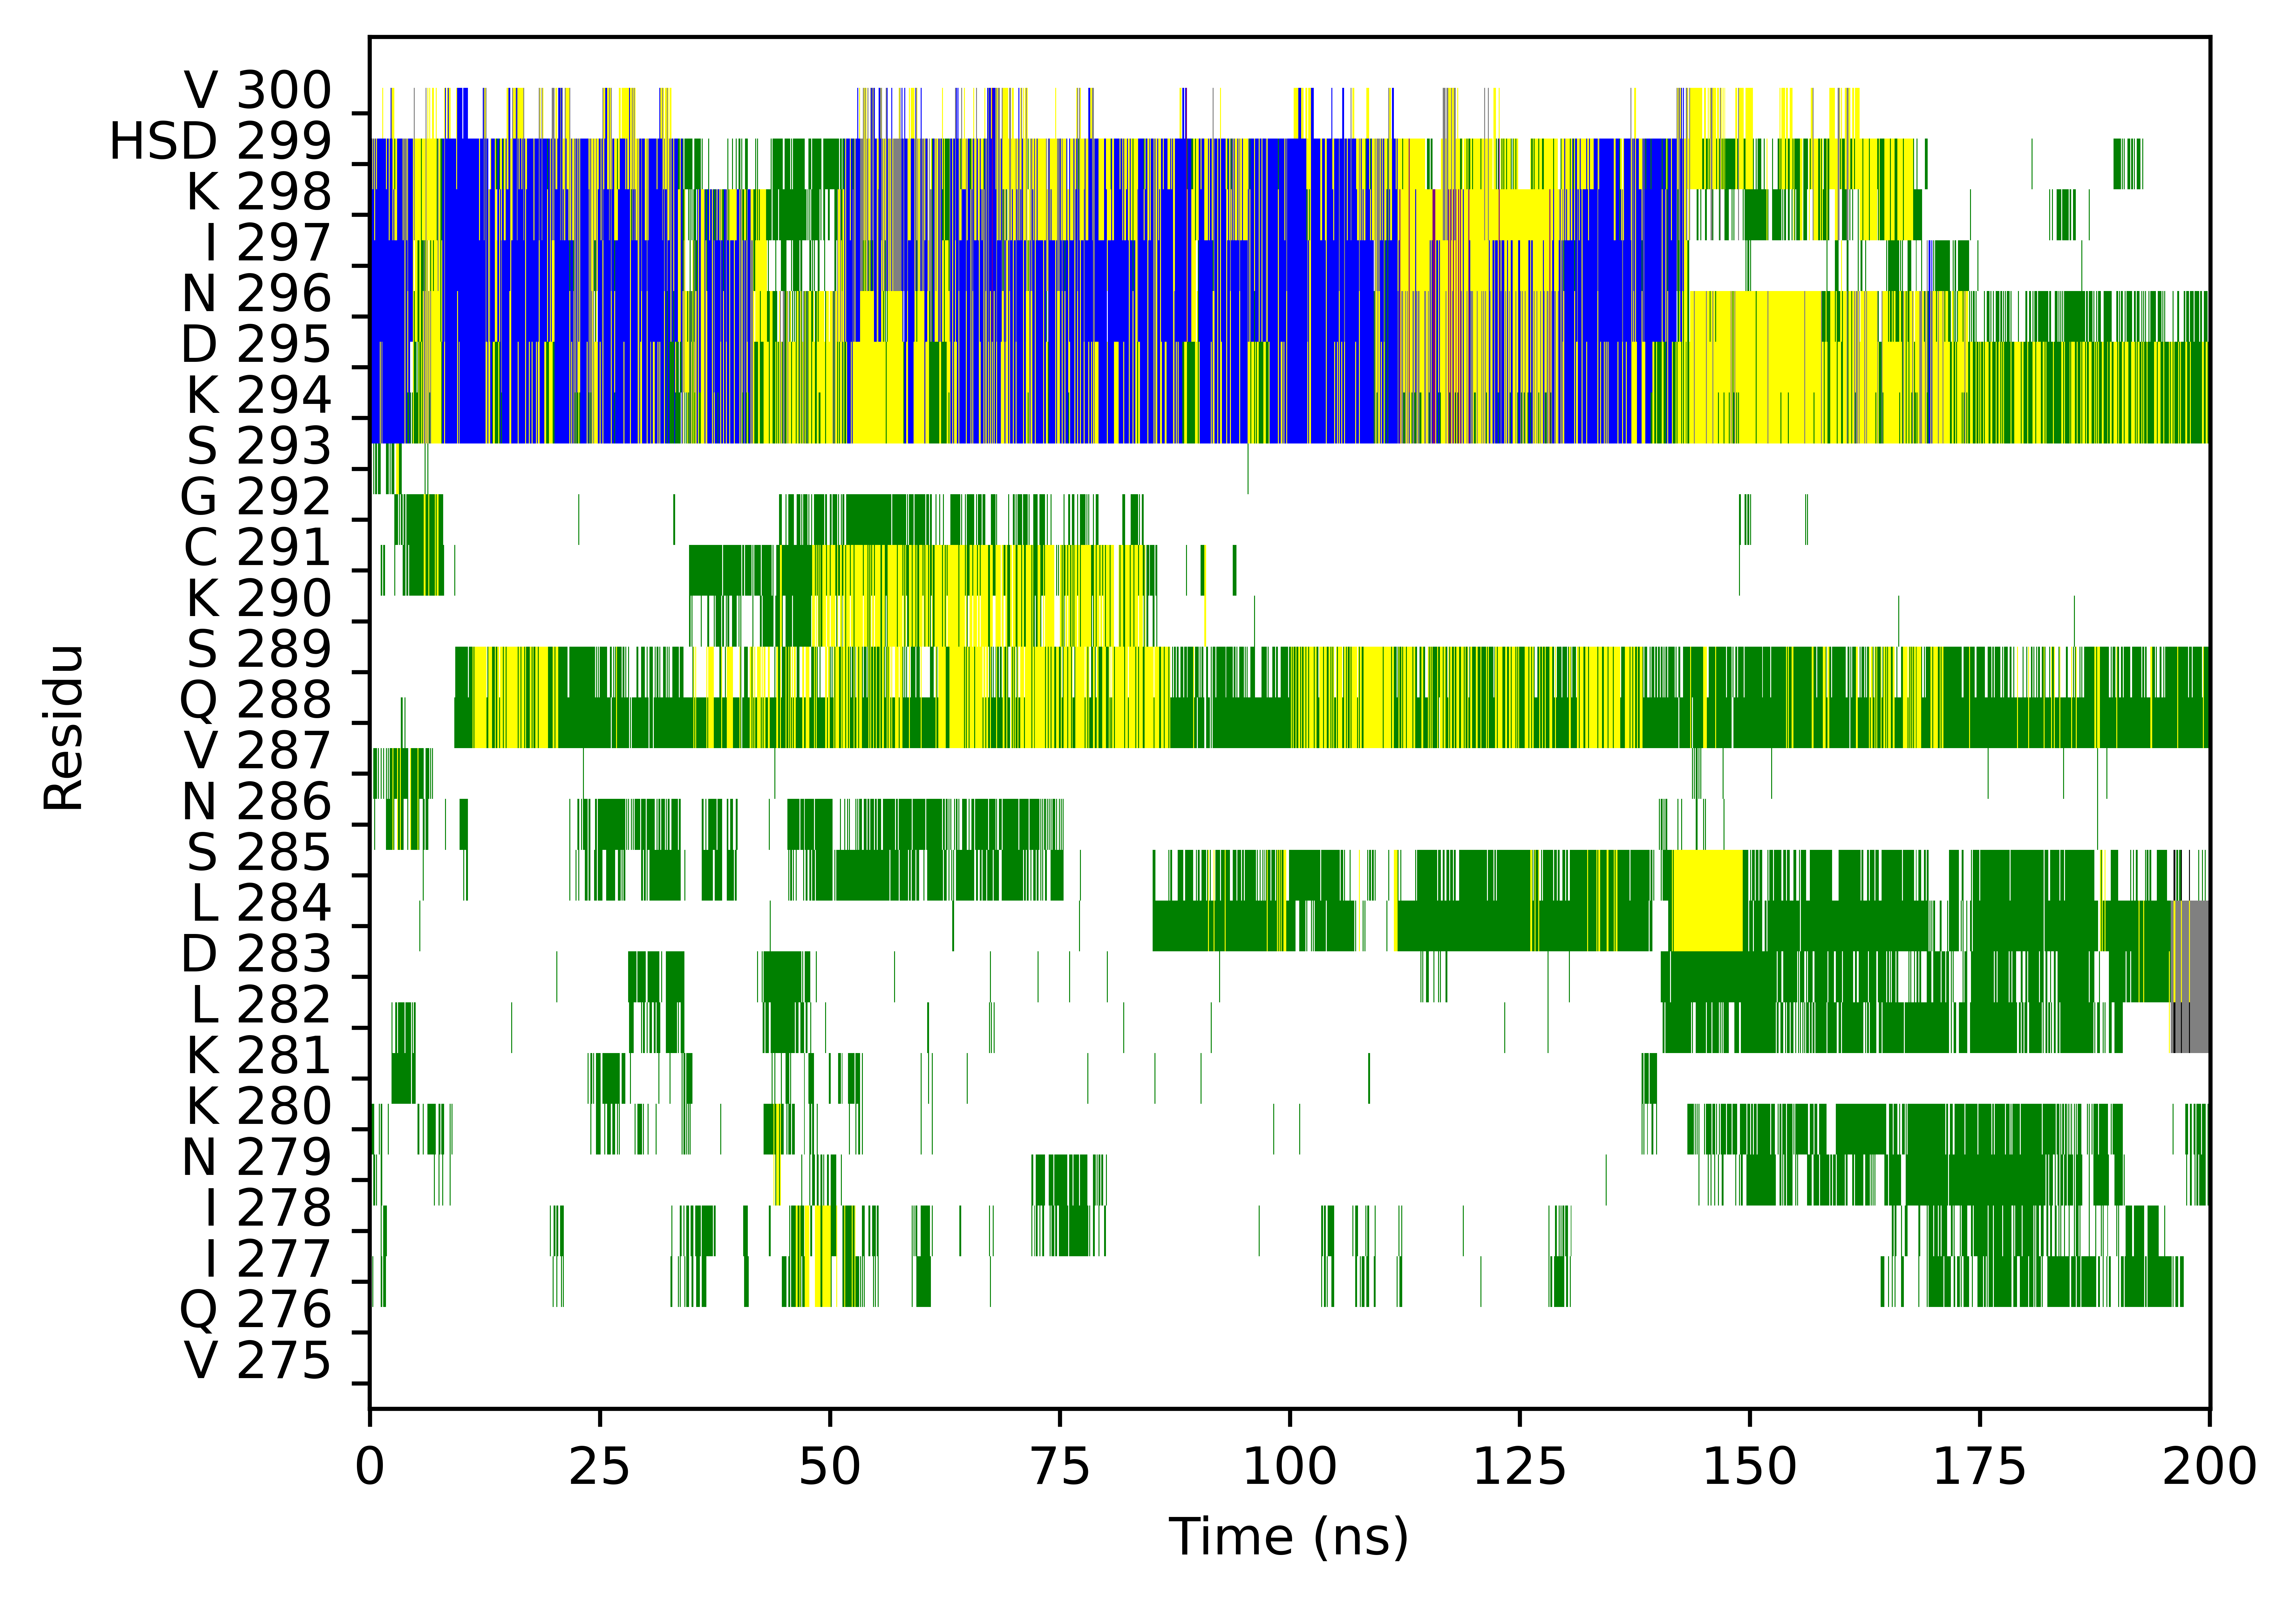 V 300
HSD 299
K 298
I 297
N 296
D 295
K 294
S 293
G 292
C 291
K 290
S 289
Q 288
V 287
N 286
S 285
L 284
D 283
L 282
K 281
K 280
N 279
I 278
I 277
Q 276
V 275
Residu
0 25 50 75 100 125 150 175 200
Time (ns)